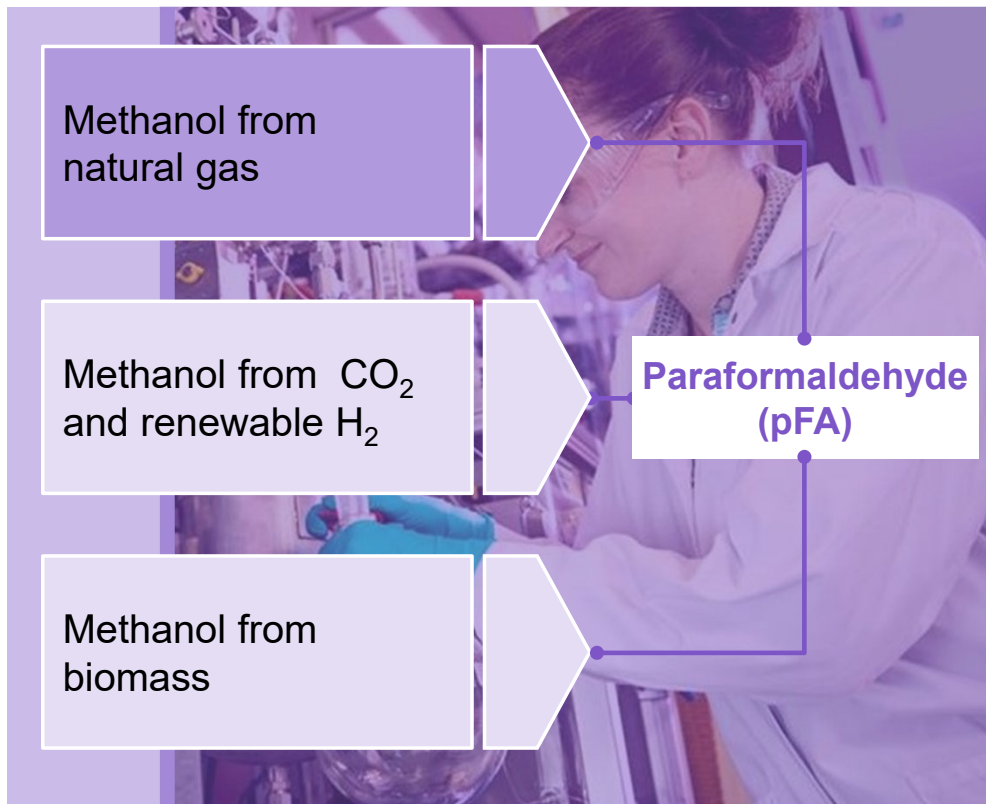 Methanol from
natural gas
Methanol from  CO₂
and renewable H₂
Paraformaldehyde
(pFA)
Methanol from
biomass